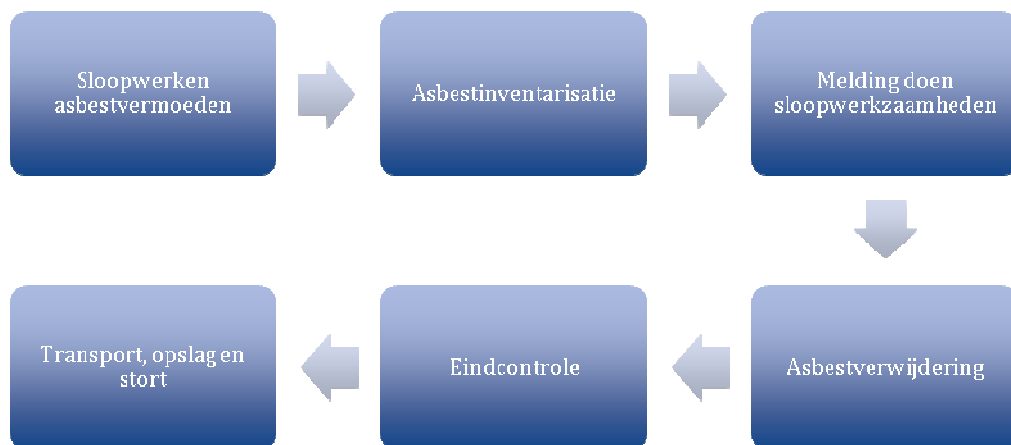 Sloopwerken
asbestvermoeden
Asbestinventarisatie
Melding doen
sloopwerkzaamheden
Asbestverwijdering
Eindcontrole
Transport, opslag en
stort